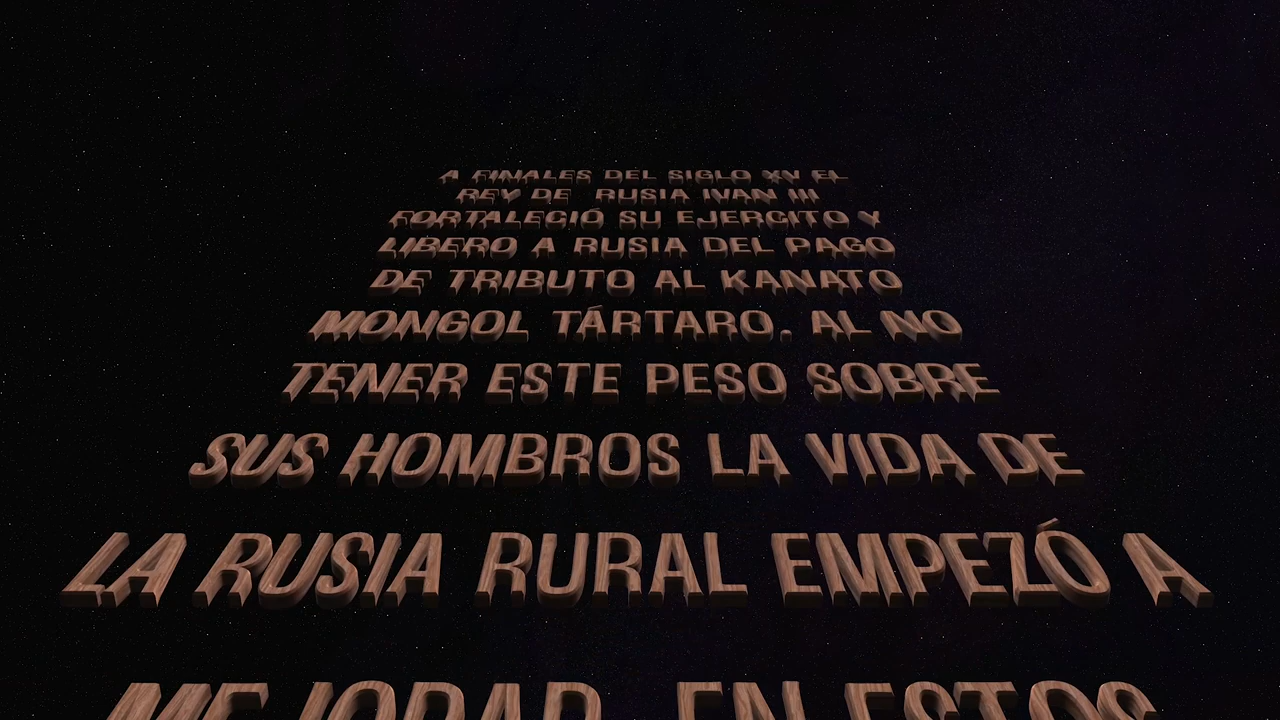 A FINALES DEL SIGLO XV EL
REY DE RUSIA IVAN III
FORTALECIÓ SU EJERCITO Y
LIBERO A RUSIA DEL PAGO
DE TRIBUTO AL KANATO
MONGOL TÁRTARO. AL NO
TENER ESTE PESO SOBRE
SUS HOMBROS LA VIDA DE
LA RUSIA RURAL EMPEZÓ A
MEJORAR. EN ESTOS